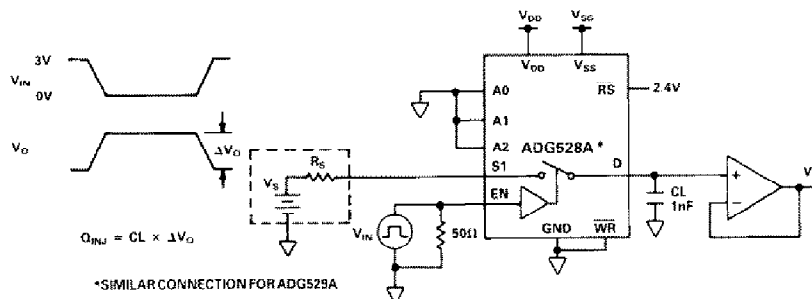 VDD
VSS
3V
VIN
0V
VDD
VSS
A0
RS
2.4V
A1
A2
VO
ΔVO
ADG528A*
S1
D
RS
VS
EN
CL
1nF
+
−
V
VIN
50Ω
GND
WR
QINJ = CL × ΔVO
*SIMILAR CONNECTION FOR ADG529A